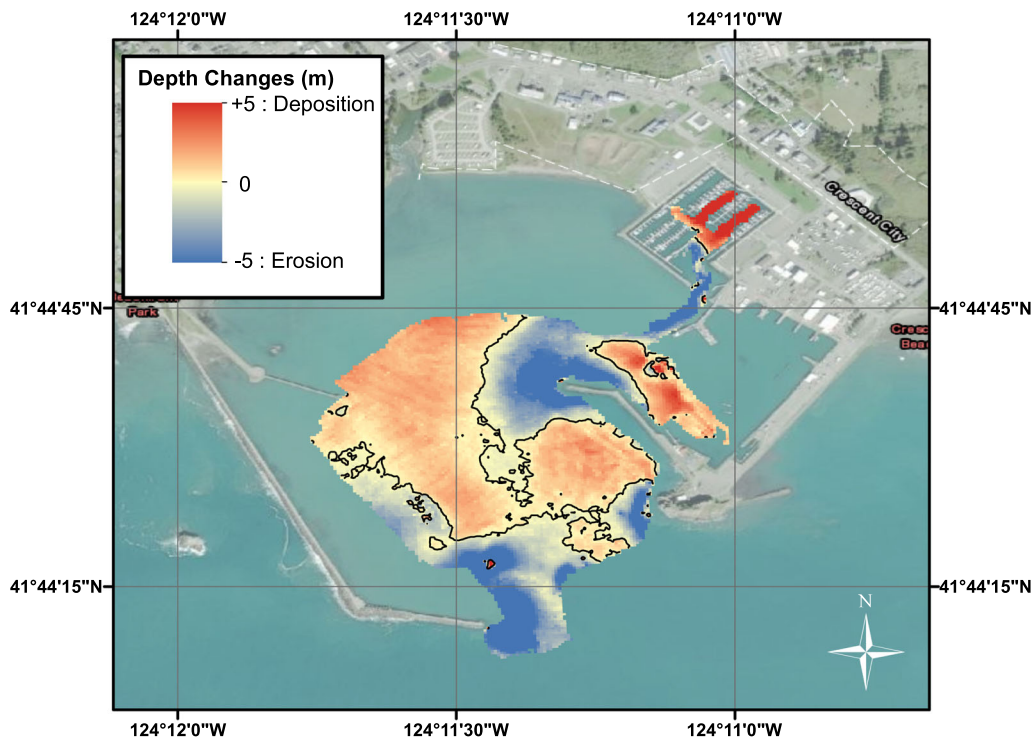 124°12'0"W 124°11'30"W 124°11'0"W
Depth Changes (m)
+5 : Deposition
0
-5 : Erosion
Crescent City
41°44'45"N 41°44'45"N
Park
41°44'15"N 41°44'15"N
N
124°12'0"W 124°11'30"W 124°11'0"W